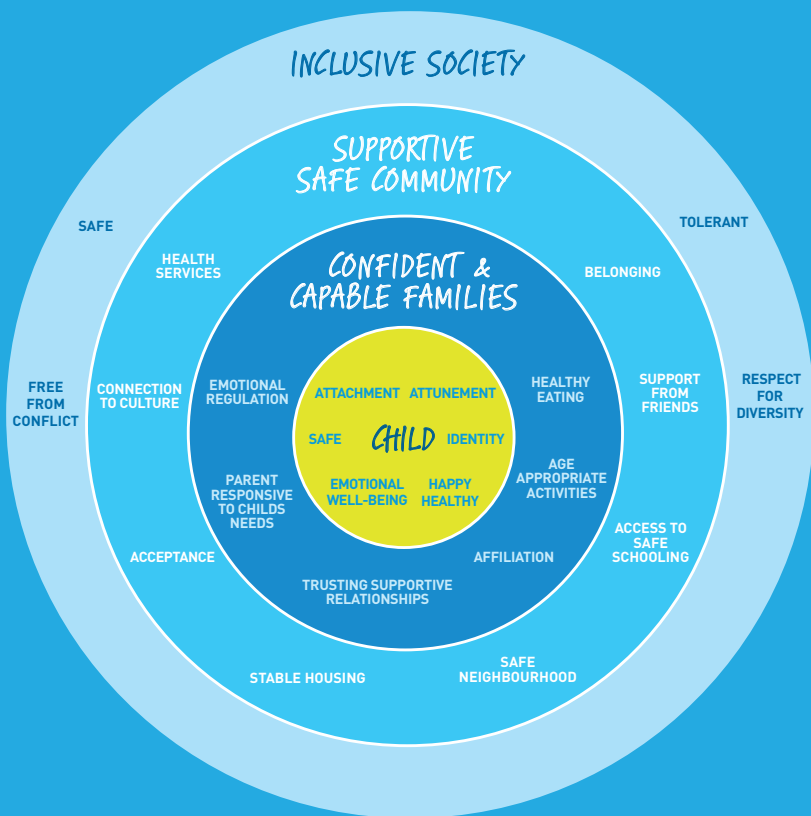 INCLUSIVE SOCIETY
SUPPORTIVE
SAFE COMMUNITY
SAFE
TOLERANT
HEALTH
SERVICES
BELONGING
CONFIDENT &
CAPABLE FAMILIES
FREE
FROM
CONFLICT
CONNECTION
TO CULTURE
EMOTIONAL
REGULATION
ATTACHMENT
ATTUNEMENT
HEALTHY
EATING
SUPPORT
FROM
FRIENDS
RESPECT
FOR
DIVERSITY
SAFE
CHILD
IDENTITY
EMOTIONAL
WELL-BEING
HAPPY
HEALTHY
PARENT
RESPONSIVE
TO CHILDS
NEEDS
AGE
APPROPRIATE
ACTIVITIES
ACCEPTANCE
AFFILIATION
ACCESS TO
SAFE
SCHOOLING
TRUSTING SUPPORTIVE
RELATIONSHIPS
STABLE HOUSING
SAFE
NEIGHBOURHOOD